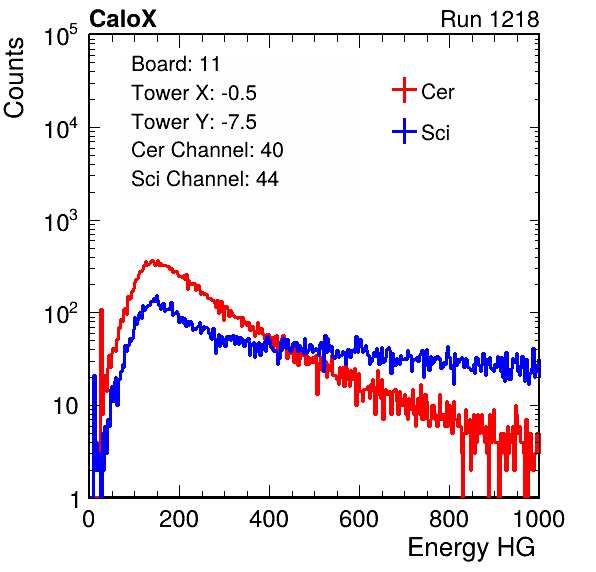 CaloX Run 1218
Counts
Board: 11
Tower X: -0.5
Tower Y: -7.5
Cer Channel: 40
Sci Channel: 44
Cer
Sci
10^5
10^4
10^3
10^2
10
1
0 200 400 600 800 1000
Energy HG